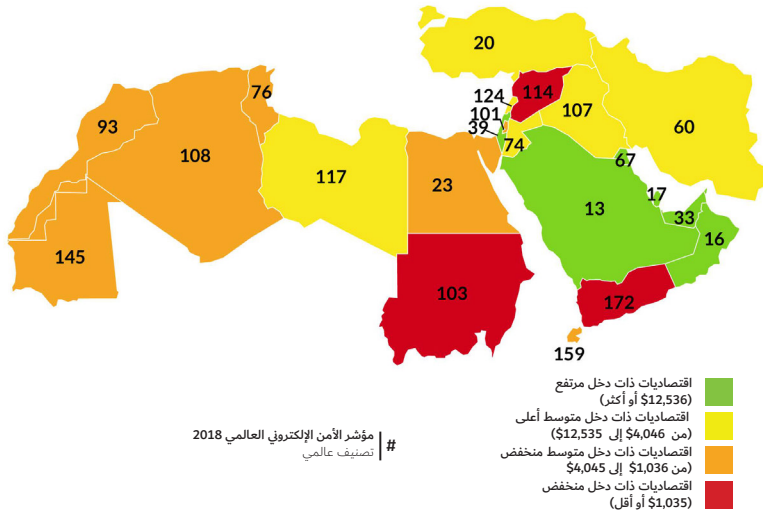 20
124
114
76
101
107
93
39
60
74
108
67
117
23
17
13
33
16
145
103
172
159
اقتصاديات ذات دخل مرتفع
(12,536$ أو أكثر)
اقتصاديات ذات دخل متوسط أعلى
(من 4,046$ إلى 12,535$)
اقتصاديات ذات دخل متوسط منخفض
(من 1,036$ إلى 4,045$)
اقتصاديات ذات دخل منخفض
(1,035$ أو أقل)
# مؤشر الأمن الإلكتروني العالمي 2018
تصنيف عالمي